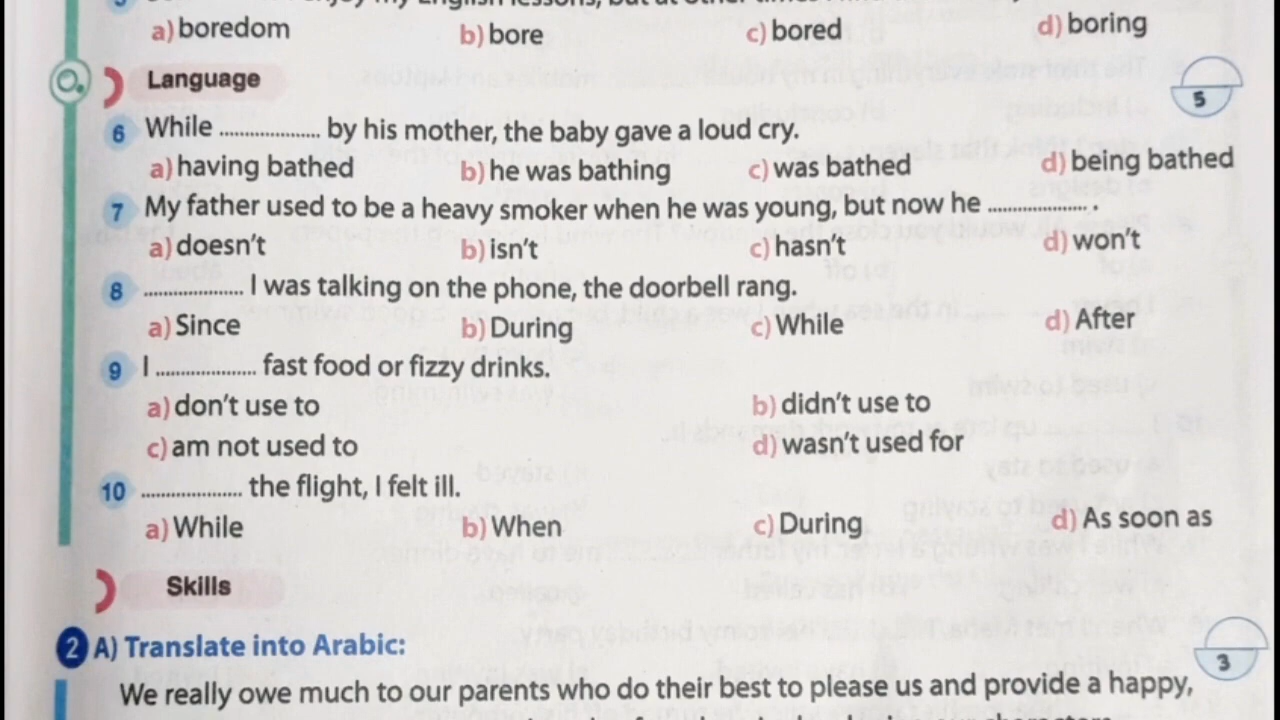 a) boredom b) bore c) bored d) boring
Language
5
6 While .................... by his mother, the baby gave a loud cry.
a) having bathed b) he was bathing c) was bathed d) being bathed
7 My father used to be a heavy smoker when he was young, but now he .................... .
a) doesn't b) isn't c) hasn't d) won't
8 .................... I was talking on the phone, the doorbell rang.
a) Since b) During c) While d) After
9 I .................... fast food or fizzy drinks.
a) don't use to b) didn't use to
c) am not used to d) wasn't used for
10 .................... the flight, I felt ill.
a) While b) When c) During d) As soon as
Skills
2 A) Translate into Arabic:
3
We really owe much to our parents who do their best to please us and provide a happy,